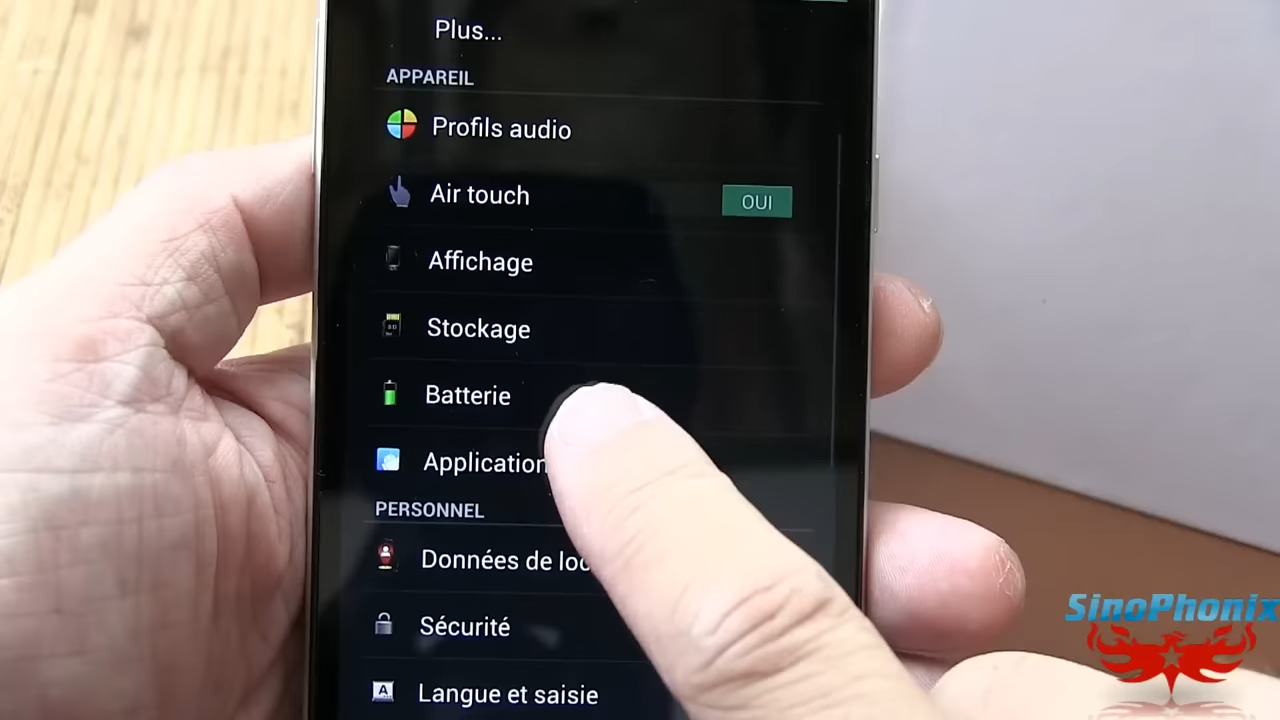 Plus...
APPAREIL
Profils audio
Air touch
OUI
Affichage
Stockage
Batterie
Application
PERSONNEL
Données de loc
Sécurité
Langue et saisie
SinoPhonix